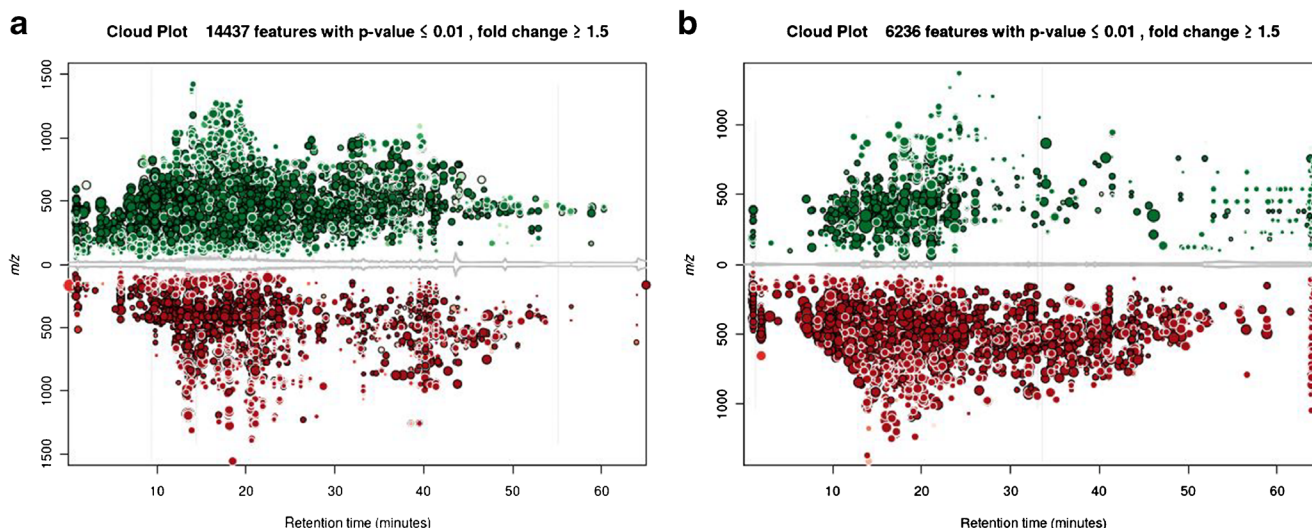 a
Cloud Plot 14437 features with p-value ≤ 0.01 , fold change ≥ 1.5
1500
1000
500
0
500
1000
1500
m/z
10 20 30 40 50 60
Retention time (minutes)
b
Cloud Plot 6236 features with p-value ≤ 0.01 , fold change ≥ 1.5
1000
500
0
500
1000
m/z
10 20 30 40 50 60
Retention time (minutes)